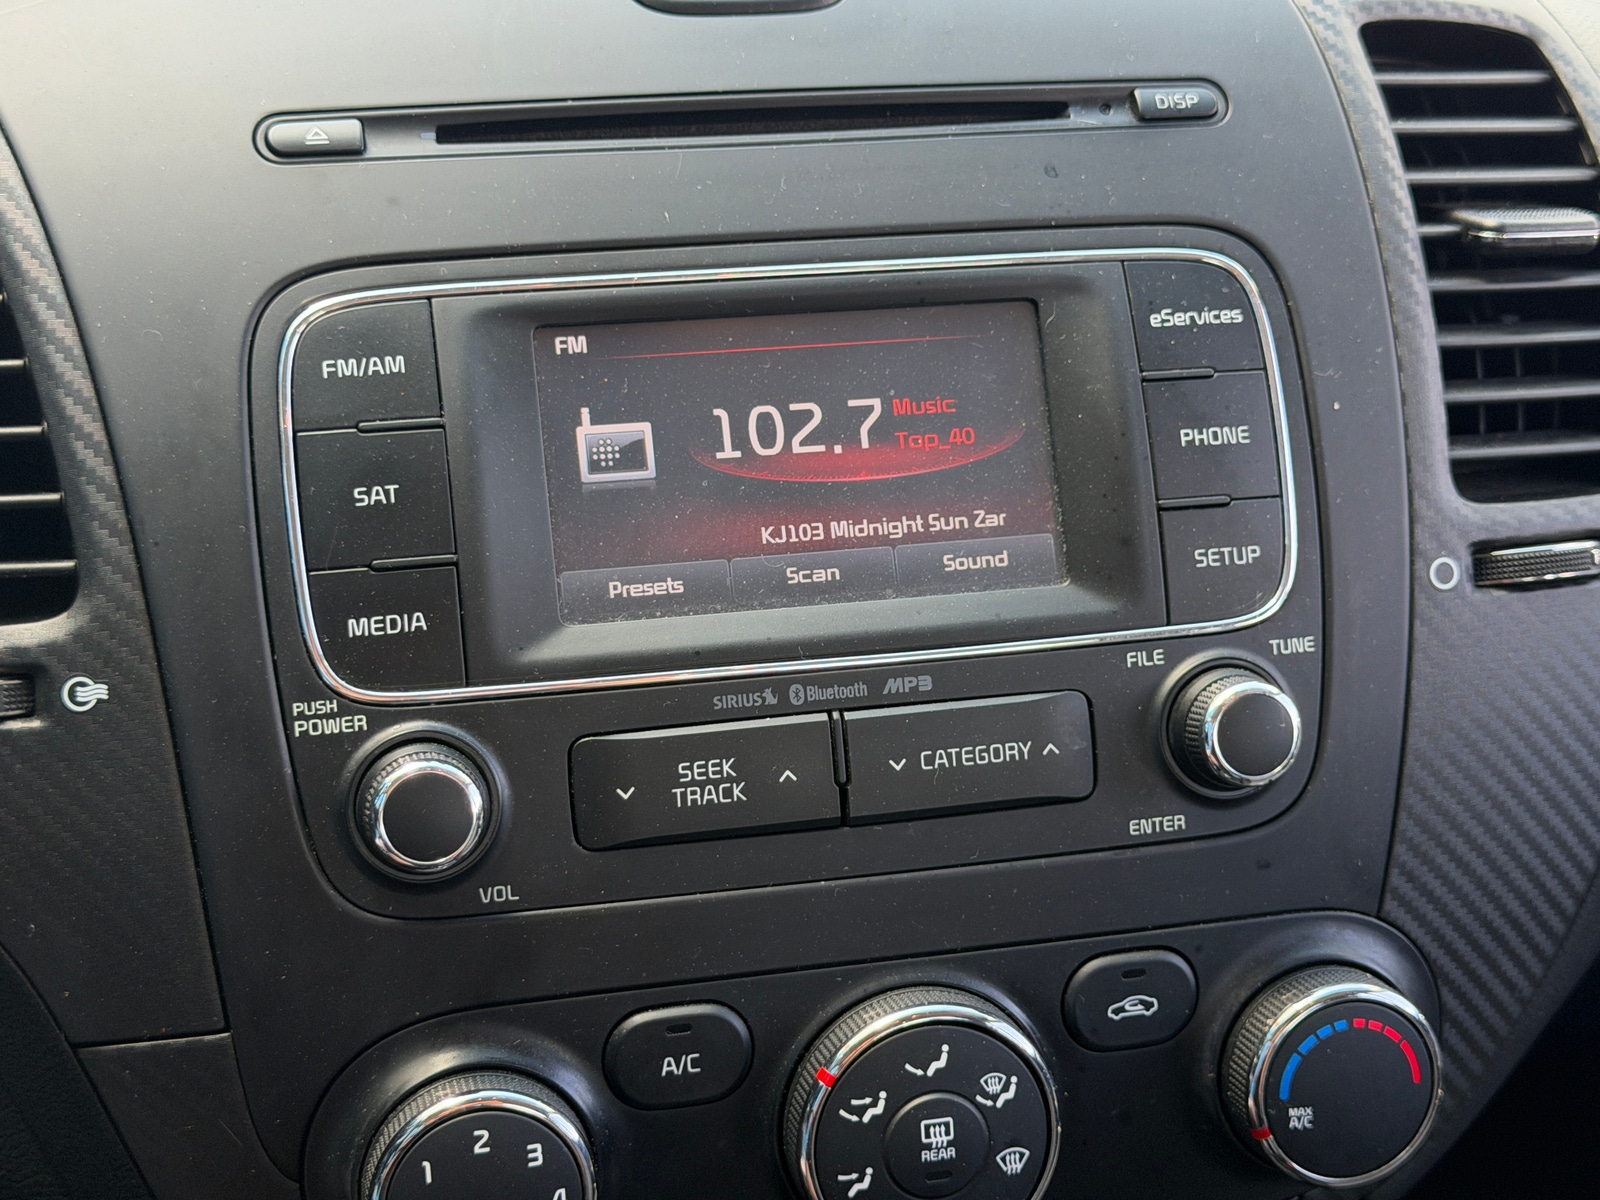 DISP
FM/AM
SAT
MEDIA
FM
102.7
Music
Top_40
KJ103 Midnight Sun Zar
Presets
Scan
Sound
eServices
PHONE
SETUP
PUSH
POWER
VOL
SIRIUS Bluetooth MP3
SEEK
TRACK
CATEGORY
FILE
TUNE
ENTER
A/C
1
2
3
4
REAR
MAX
A/C